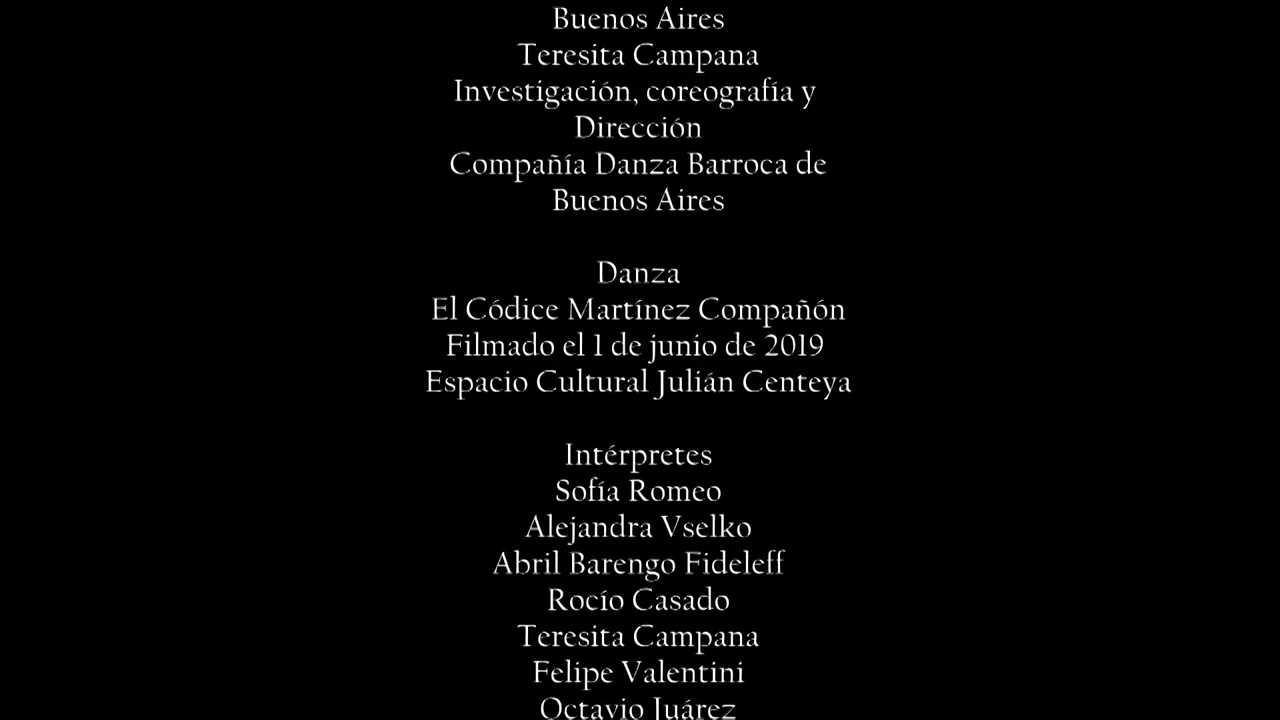 Buenos Aires
Teresita Campana
Investigación, coreografía y
Dirección
Compañía Danza Barroca de
Buenos Aires
Danza
El Códice Martínez Compañón
Filmado el 1 de junio de 2019
Espacio Cultural Julián Centeya
Intérpretes
Sofía Romeo
Alejandra Vselko
Abril Barengo Fideleff
Rocío Casado
Teresita Campana
Felipe Valentini
Octavio Juárez